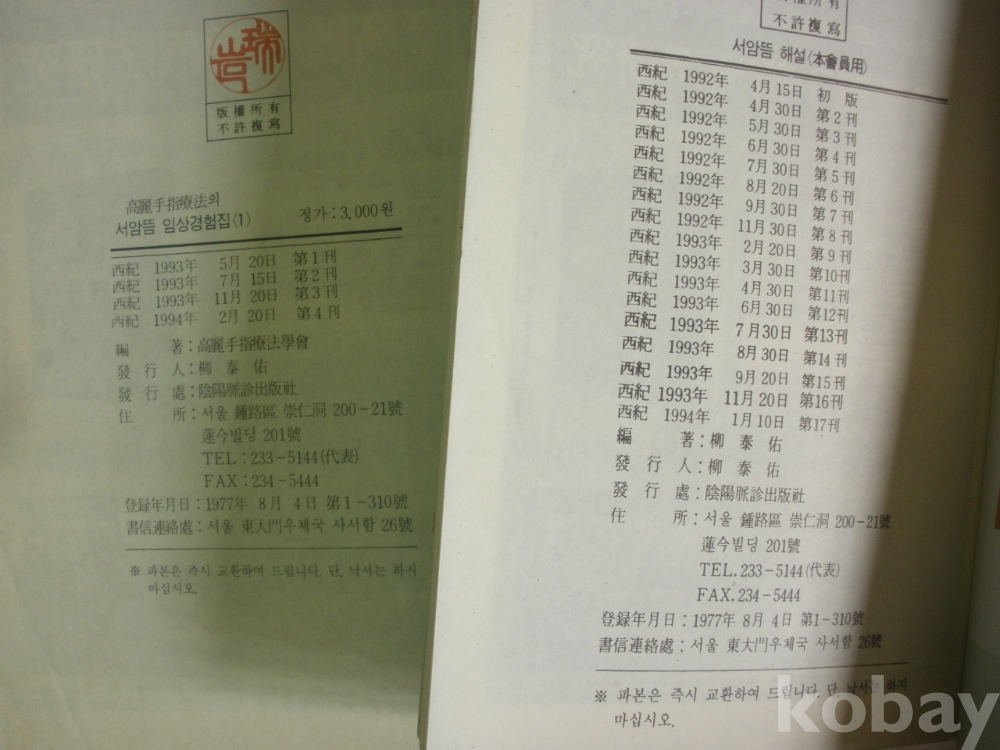 瑞岩
版權所有
不許複寫
高麗手指療法의
서암뜸 임상경험집〈1〉 정가 : 3,000원
西紀 1993年 5月 20日 第1刊
西紀 1993年 7月 15日 第2刊
西紀 1993年 11月 20日 第3刊
西紀 1994年 2月 20日 第4刊
編 著 : 高麗手指療法學會
發 行 人 : 柳 泰 佑
發 行 處 : 陰陽脈診出版社
住 所 : 서울 鍾路區 崇仁洞 200-21號
蓮今빌딩 201號
TEL : 233-5144(代表)
FAX : 234-5444
登録年月日 : 1977年 8月 4日 第1-310號
書信連絡處 : 서울 東大門우체국 사서함 26號
※ 파본은 즉시 교환하여 드립니다. 단, 낙서는 하지
마십시오.
版權所有
不許複寫
서암뜸 해설〈本會員用〉
西紀 1992年 4月 15日 初版
西紀 1992年 4月 30日 第2刊
西紀 1992年 5月 30日 第3刊
西紀 1992年 6月 30日 第4刊
西紀 1992年 7月 30日 第5刊
西紀 1992年 8月 20日 第6刊
西紀 1992年 9月 30日 第7刊
西紀 1992年 11月 30日 第8刊
西紀 1993年 2月 20日 第9刊
西紀 1993年 3月 30日 第10刊
西紀 1993年 4月 30日 第11刊
西紀 1993年 6月 30日 第12刊
西紀 1993年 7月 30日 第13刊
西紀 1993年 8月 30日 第14刊
西紀 1993年 9月 20日 第15刊
西紀 1993年 11月 20日 第16刊
西紀 1994年 1月 10日 第17刊
編 著 : 柳 泰 佑
發 行 人 : 柳 泰 佑
發 行 處 : 陰陽脈診出版社
住 所 : 서울 鍾路區 崇仁洞 200-21號
蓮今빌딩 201號
TEL. 233-5144(代表)
FAX. 234-5444
登録年月日 : 1977年 8月 4日 第1-310號
書信連絡處 : 서울 東大門우체국 사서함 26號
※ 파본은 즉시 교환하여 드립니다. 단, 낙서는 하지
마십시오.
kobay